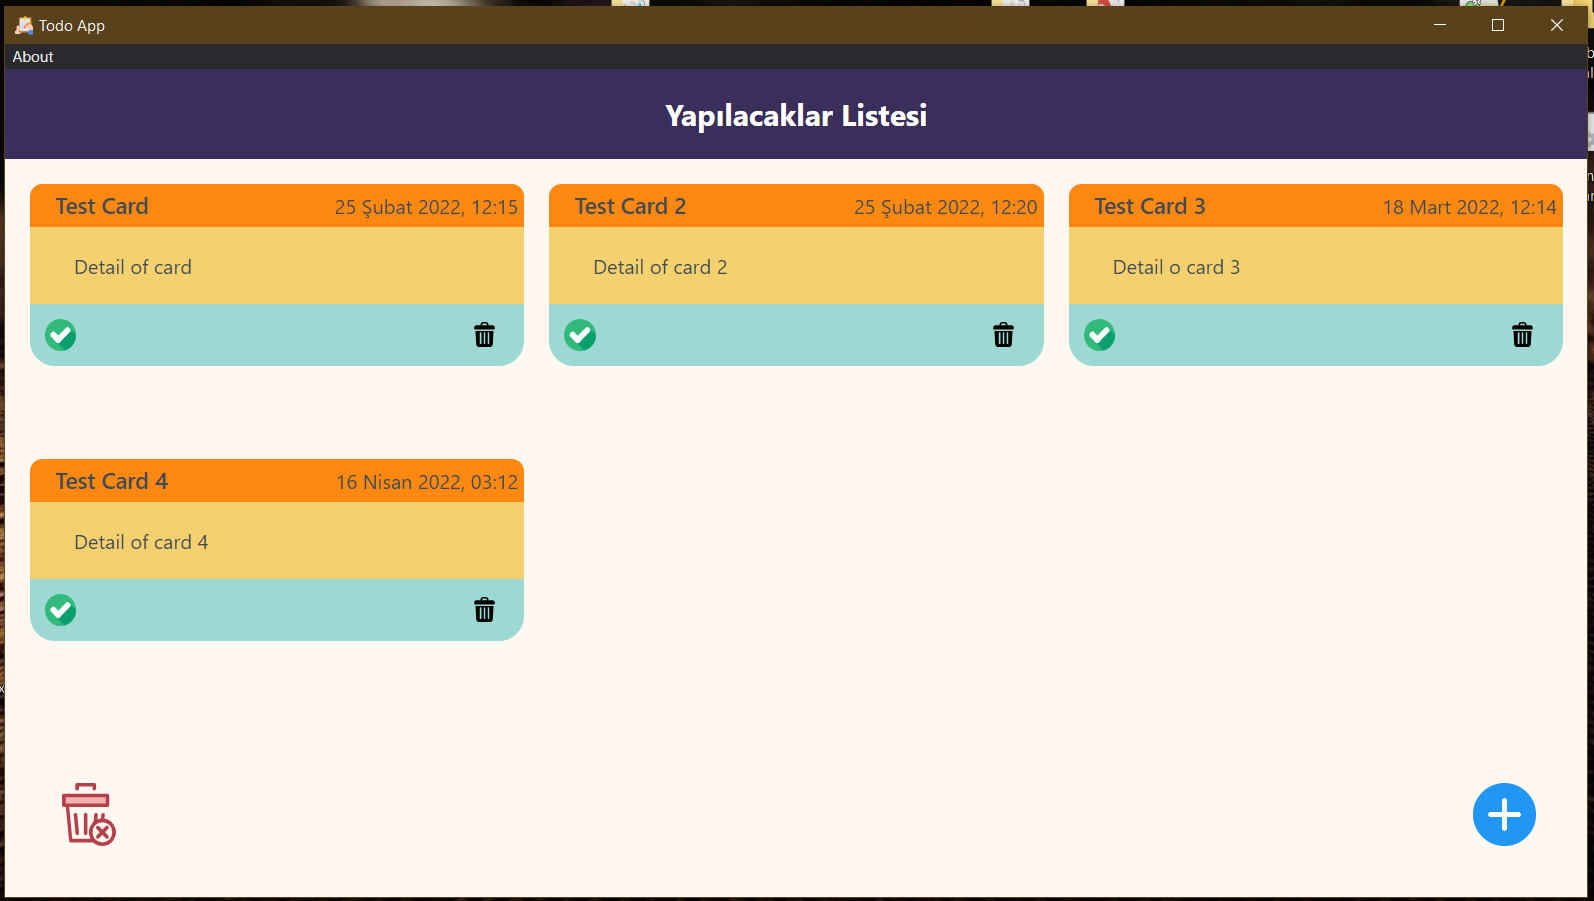 Todo App
About
Yapılacaklar Listesi
Test Card
25 Şubat 2022, 12:15
Detail of card
Test Card 2
25 Şubat 2022, 12:20
Detail of card 2
Test Card 3
18 Mart 2022, 12:14
Detail o card 3
Test Card 4
16 Nisan 2022, 03:12
Detail of card 4